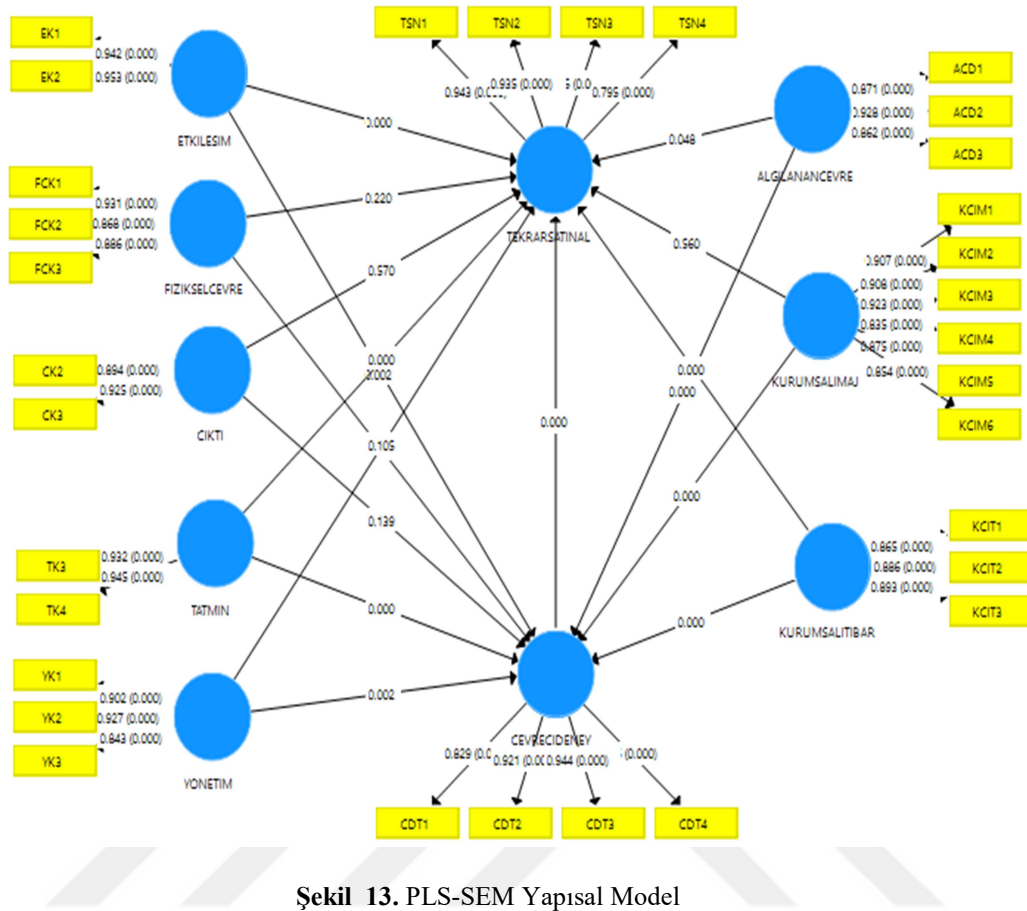 EK1
0.942 (0.000)
0.953 (0.000)
EK2
ETKILESIM
FCK1
0.931 (0.000)
FCK2
0.868 (0.000)
0.886 (0.000)
FCK3
FIZIKSELCEVRE
CK2
0.894 (0.000)
0.925 (0.000)
CK3
CIKTI
TK3
0.932 (0.000)
0.945 (0.000)
TK4
TATMIN
YK1
0.902 (0.000)
YK2
0.927 (0.000)
0.843 (0.000)
YK3
YONETIM
TSN1
TSN2
TSN3
TSN4
0.943
0.935
0.795 (0.000)
TEKRARSATINAL
0.000
0.220
0.570
0.000
0.002
0.105
0.139
0.000
0.002
0.000
0.048
0.560
0.000
0.000
0.000
0.000
ACD1
0.871 (0.000)
ACD2
0.928 (0.000)
0.862 (0.000)
ACD3
ALGILANANCEVRE
KCIM1
0.907 (0.000)
KCIM2
0.908 (0.000)
KCIM3
0.923 (0.000)
0.835 (0.000)
KCIM4
0.875 (0.000)
0.854 (0.000)
KCIM5
KCIM6
KURUMSALIMAJ
KCIT1
0.865 (0.000)
KCIT2
0.886 (0.000)
0.893 (0.000)
KCIT3
KURUMSALITIBAR
CEVRECIDENEY
0.829
0.921
0.944 (0.000)
(0.000)
CDT1
CDT2
CDT3
CDT4
Şekil 13. PLS-SEM Yapısal Model